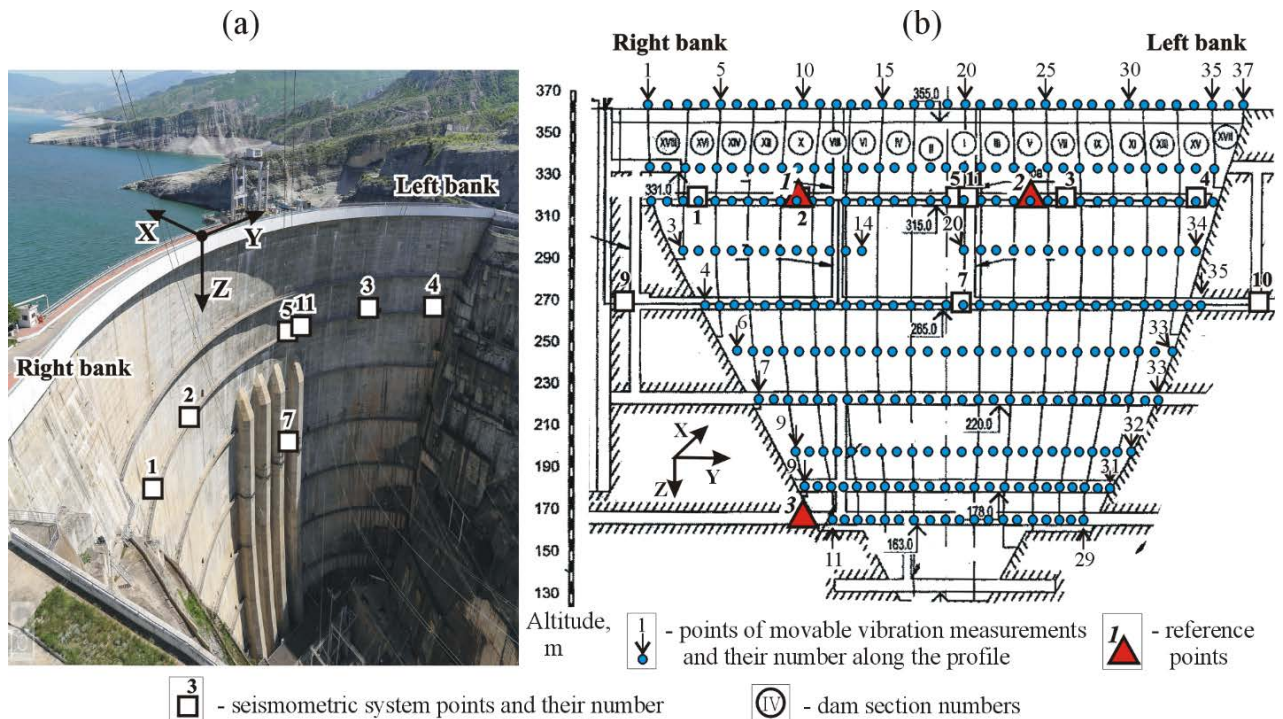 (a)
(b)
Right bank
Left bank
1 5 10 15 20 25 30 35 37
370
350
330
310
290
270
250
230
210
190
170
150
130
Altitude,
m
355.0
XVIII XVI XIV XII X VIII VI IV II I III V VII IX XI XIII XV XVII
331.0
1 2 5 11 3 4
1 2
315.0
3 14 20 34
9 4 7 35 10
265.0
6 33
7 33
220.0
X
Y
Z
9 32
9 31
178.0
3
163.0
11 29
Left bank
X
Y
Z
Right bank
3 4
5 11
2
7
1
1 - points of movable vibration measurements
and their number along the profile
1 - reference
points
3 - seismometric system points and their number
IV - dam section numbers